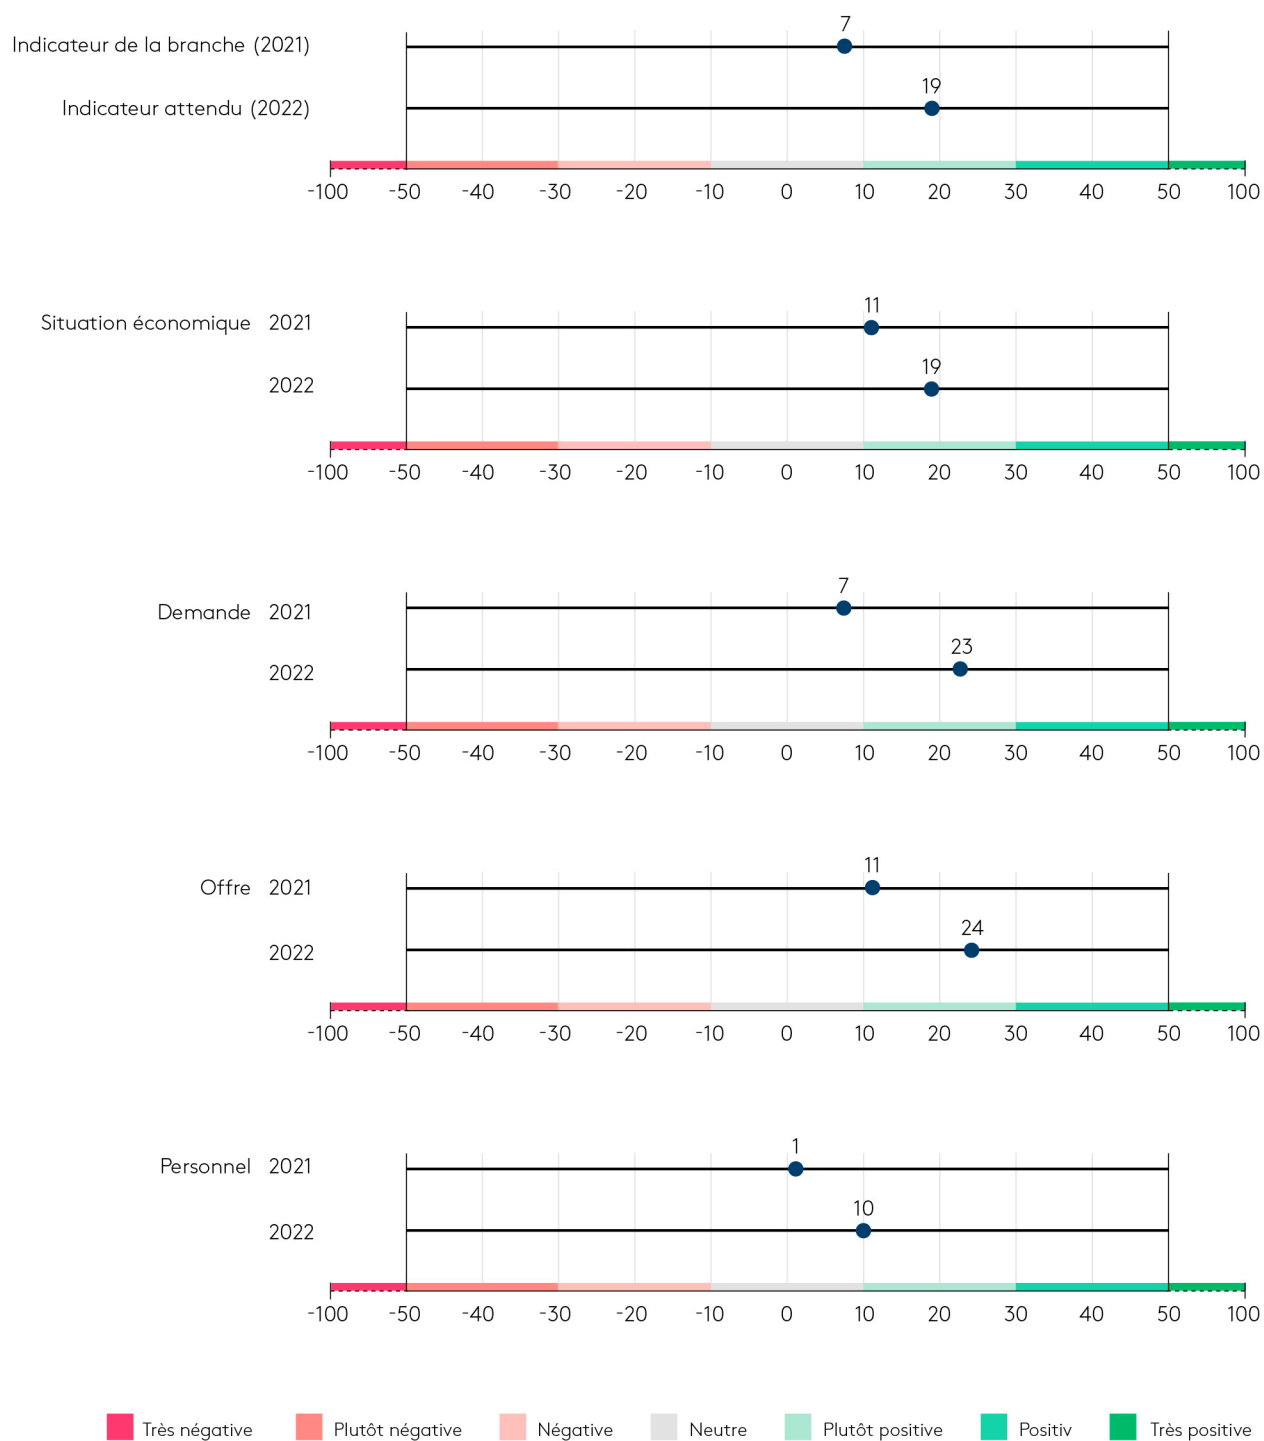 7
Indicateur de la branche (2021)
19
Indicateur attendu (2022)
-100 -50 -40 -30 -20 -10 0 10 20 30 40 50 100
11
Situation économique 2021
19
2022
-100 -50 -40 -30 -20 -10 0 10 20 30 40 50 100
7
Demande 2021
23
2022
-100 -50 -40 -30 -20 -10 0 10 20 30 40 50 100
11
Offre 2021
24
2022
-100 -50 -40 -30 -20 -10 0 10 20 30 40 50 100
1
Personnel 2021
10
2022
-100 -50 -40 -30 -20 -10 0 10 20 30 40 50 100
Très négative Plutôt négative Négative Neutre Plutôt positive Positiv Très positive